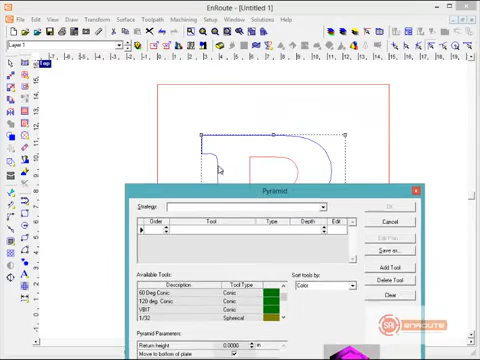 EnRoute - [Untitled 1]
File Edit View Draw Transform Surface Toolpath Machining Setup Window Solutions Help
Layer 1
Top
Pyramid
Strategy:
OK
Order Tool Type Depth Edit
Cancel
Edit Plan...
Save as...
Available Tools: Sort tools by:
Add Tool
Description Tool Type
Color
Delete Tool
60 Deg Conic Conic
120 deg. Conic Conic
Clear
VBIT Conic
1/32 Spherical
Pyramid Parameters
Return height 0.0000 in
Move to bottom of plate
SA ENROUTE